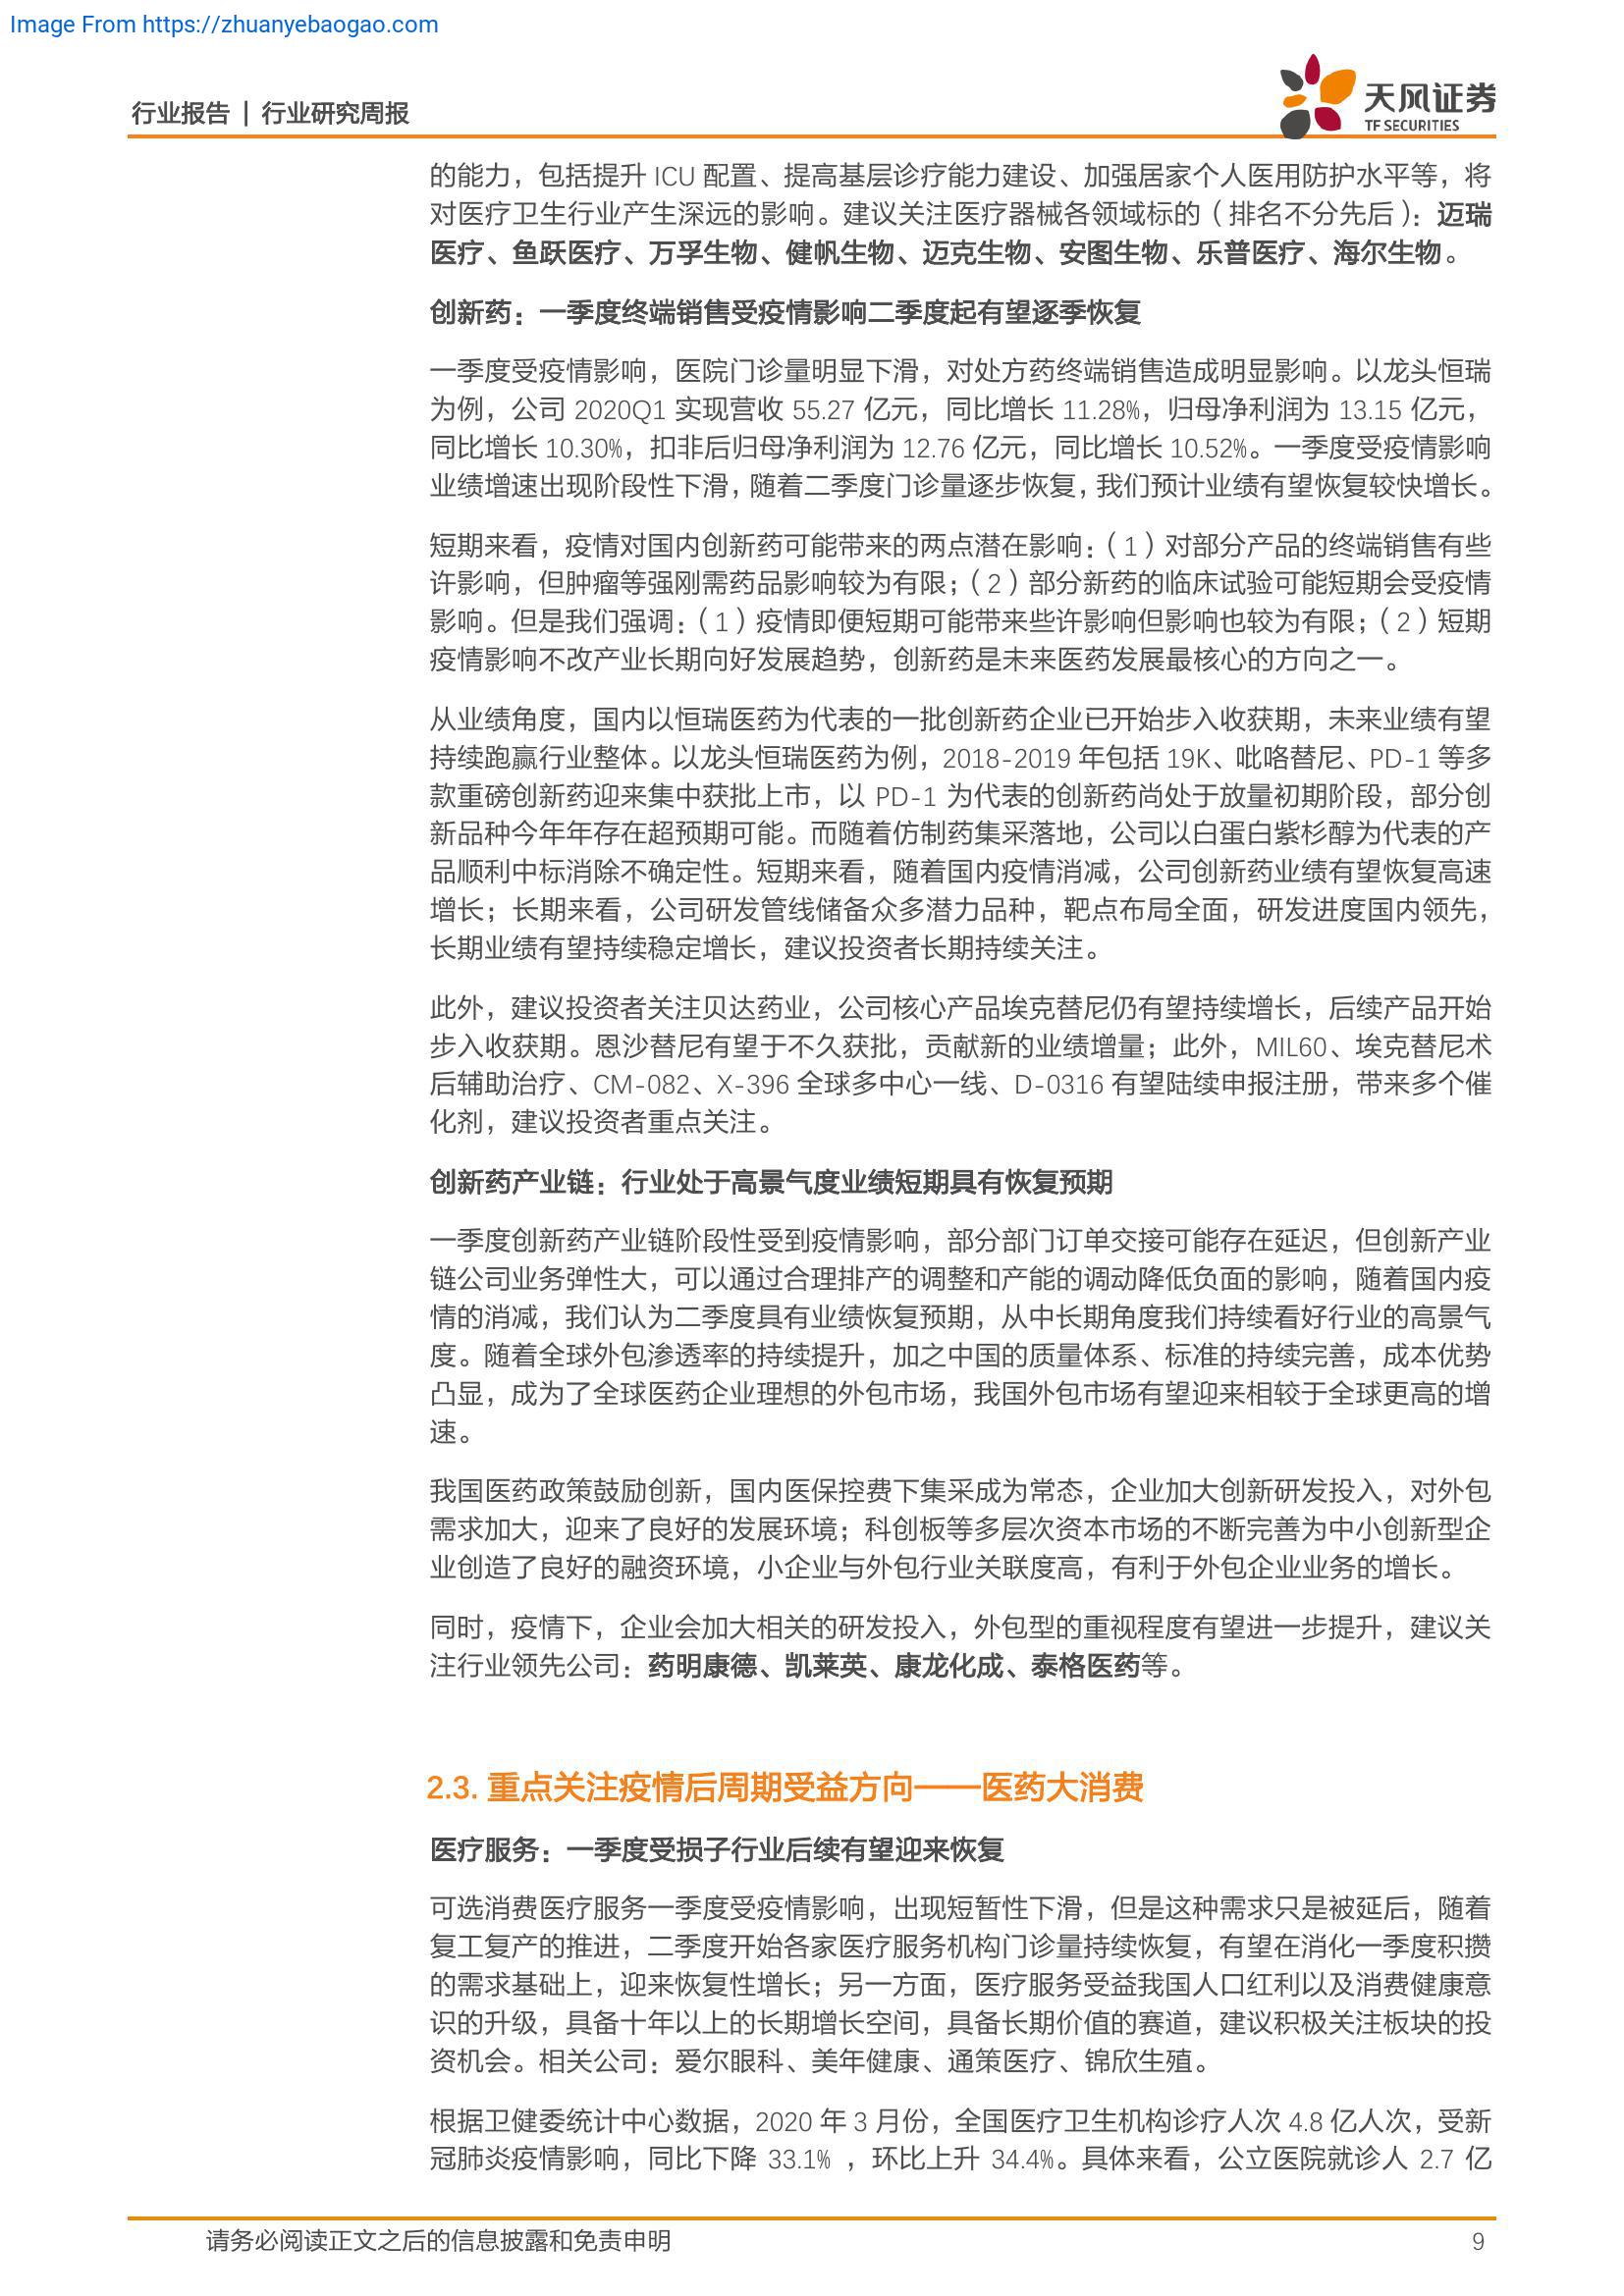 Image From https://zhuanyebaogao.com
行业报告 | 行业研究周报
天风证券
TF SECURITIES
的能力，包括提升 ICU 配置、提高基层诊疗能力建设、加强居家个人医用防护水平等，将
对医疗卫生行业产生深远的影响。建议关注医疗器械各领域标的（排名不分先后）：迈瑞
医疗、鱼跃医疗、万孚生物、健帆生物、迈克生物、安图生物、乐普医疗、海尔生物。
创新药：一季度终端销售受疫情影响二季度起有望逐季恢复
一季度受疫情影响，医院门诊量明显下滑，对处方药终端销售造成明显影响。以龙头恒瑞
为例，公司 2020Q1 实现营收 55.27 亿元，同比增长 11.28%，归母净利润为 13.15 亿元，
同比增长 10.30%，扣非后归母净利润为 12.76 亿元，同比增长 10.52%。一季度受疫情影响
业绩增速出现阶段性下滑，随着二季度门诊量逐步恢复，我们预计业绩有望恢复较快增长。
短期来看，疫情对国内创新药可能带来的两点潜在影响：（1）对部分产品的终端销售有些
许影响，但肿瘤等强刚需药品影响较为有限；（2）部分新药的临床试验可能短期会受疫情
影响。但是我们强调：（1）疫情即便短期可能带来些许影响但影响也较为有限；（2）短期
疫情影响不改产业长期向好发展趋势，创新药是未来医药发展最核心的方向之一。
从业绩角度，国内以恒瑞医药为代表的一批创新药企业已开始步入收获期，未来业绩有望
持续跑赢行业整体。以龙头恒瑞医药为例，2018-2019 年包括 19K、吡咯替尼、PD-1 等多
款重磅创新药迎来集中获批上市，以 PD-1 为代表的创新药尚处于放量初期阶段，部分创
新品种今年年存在超预期可能。而随着仿制药集采落地，公司以白蛋白紫杉醇为代表的产
品顺利中标消除不确定性。短期来看，随着国内疫情消减，公司创新药业绩有望恢复高速
增长；长期来看，公司研发管线储备众多潜力品种，靶点布局全面，研发进度国内领先，
长期业绩有望持续稳定增长，建议投资者长期持续关注。
此外，建议投资者关注贝达药业，公司核心产品埃克替尼仍有望持续增长，后续产品开始
步入收获期。恩沙替尼有望于不久获批，贡献新的业绩增量；此外，MIL60、埃克替尼术
后辅助治疗、CM-082、X-396 全球多中心一线、D-0316 有望陆续申报注册，带来多个催
化剂，建议投资者重点关注。
创新药产业链：行业处于高景气度业绩短期具有恢复预期
一季度创新药产业链阶段性受到疫情影响，部分部门订单交接可能存在延迟，但创新产业
链公司业务弹性大，可以通过合理排产的调整和产能的调动降低负面的影响，随着国内疫
情的消减，我们认为二季度具有业绩恢复预期，从中长期角度我们持续看好行业的高景气
度。随着全球外包渗透率的持续提升，加之中国的质量体系、标准的持续完善，成本优势
凸显，成为了全球医药企业理想的外包市场，我国外包市场有望迎来相较于全球更高的增
速。
我国医药政策鼓励创新，国内医保控费下集采成为常态，企业加大创新研发投入，对外包
需求加大，迎来了良好的发展环境；科创板等多层次资本市场的不断完善为中小创新型企
业创造了良好的融资环境，小企业与外包行业关联度高，有利于外包企业业务的增长。
同时，疫情下，企业会加大相关的研发投入，外包型的重视程度有望进一步提升，建议关
注行业领先公司：药明康德、凯莱英、康龙化成、泰格医药等。
2.3. 重点关注疫情后周期受益方向——医药大消费
医疗服务：一季度受损子行业后续有望迎来恢复
可选消费医疗服务一季度受疫情影响，出现短暂性下滑，但是这种需求只是被延后，随着
复工复产的推进，二季度开始各家医疗服务机构门诊量持续恢复，有望在消化一季度积攒
的需求基础上，迎来恢复性增长；另一方面，医疗服务受益我国人口红利以及消费健康意
识的升级，具备十年以上的长期增长空间，具备长期价值的赛道，建议积极关注板块的投
资机会。相关公司：爱尔眼科、美年健康、通策医疗、锦欣生殖。
根据卫健委统计中心数据，2020 年 3 月份，全国医疗卫生机构诊疗人次 4.8 亿人次，受新
冠肺炎疫情影响，同比下降 33.1% ，环比上升 34.4%。具体来看，公立医院就诊人 2.7 亿
请务必阅读正文之后的信息披露和免责申明
9